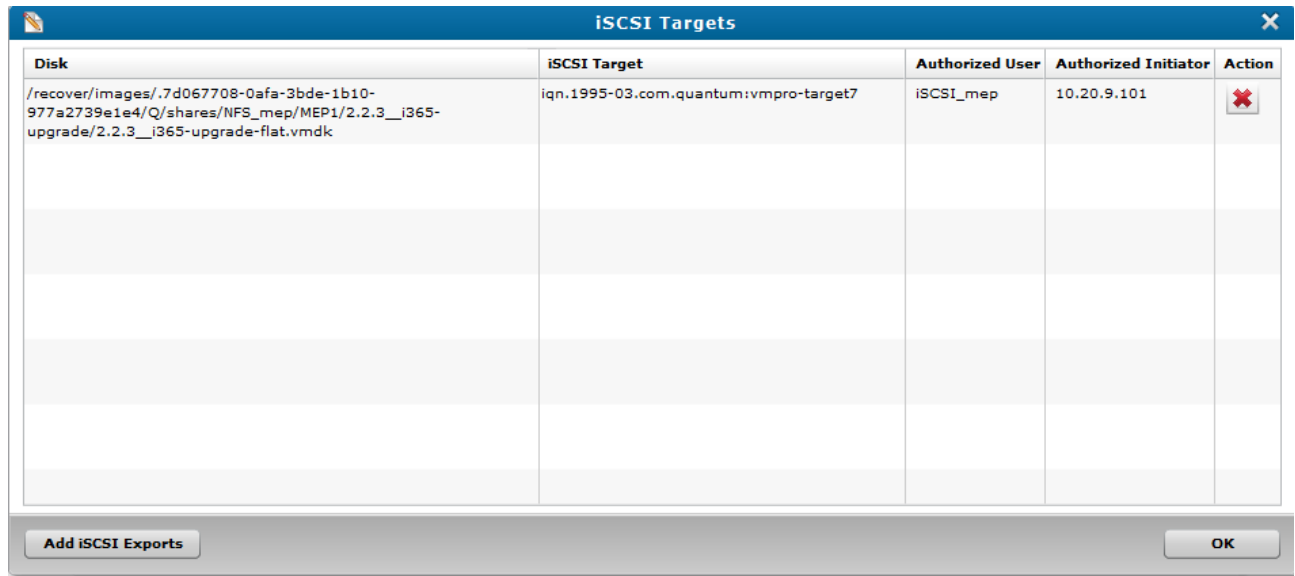 iSCSI Targets
Disk iSCSI Target Authorized User Authorized Initiator Action
/recover/images/.7d067708-0afa-3bde-1b10- iqn.1995-03.com.quantum:vmpro-target7 iSCSI_mep 10.20.9.101
977a2739e1e4/Q/shares/NFS_mep/MEP1/2.2.3__i365-
upgrade/2.2.3__i365-upgrade-flat.vmdk
Add iSCSI Exports OK